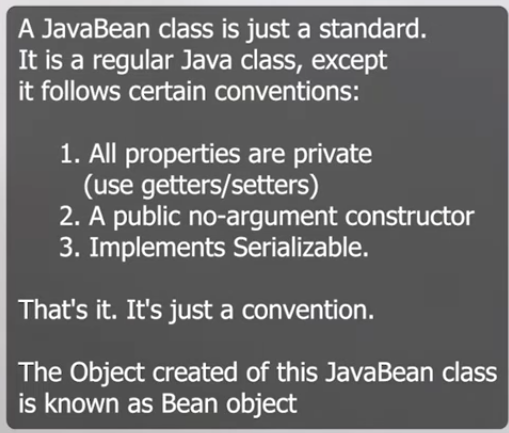 A JavaBean class is just a standard.
It is a regular Java class, except
it follows certain conventions:
1. All properties are private
(use getters/setters)
2. A public no-argument constructor
3. Implements Serializable.
That's it. It's just a convention.
The Object created of this JavaBean class
is known as Bean object